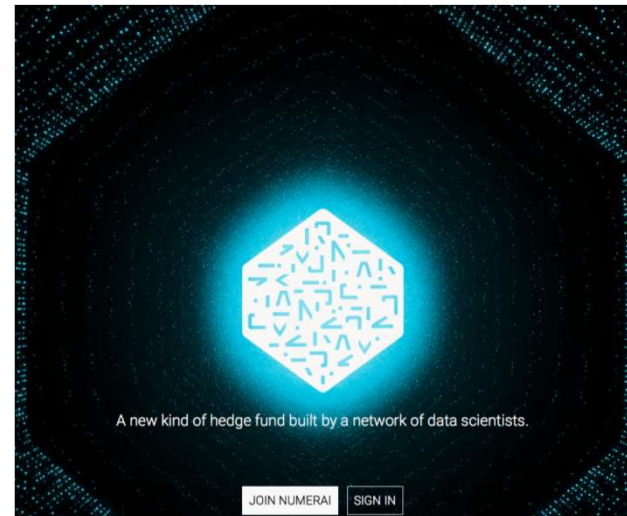 A new kind of hedge fund built by a network of data scientists.
JOIN NUMERAI SIGN IN